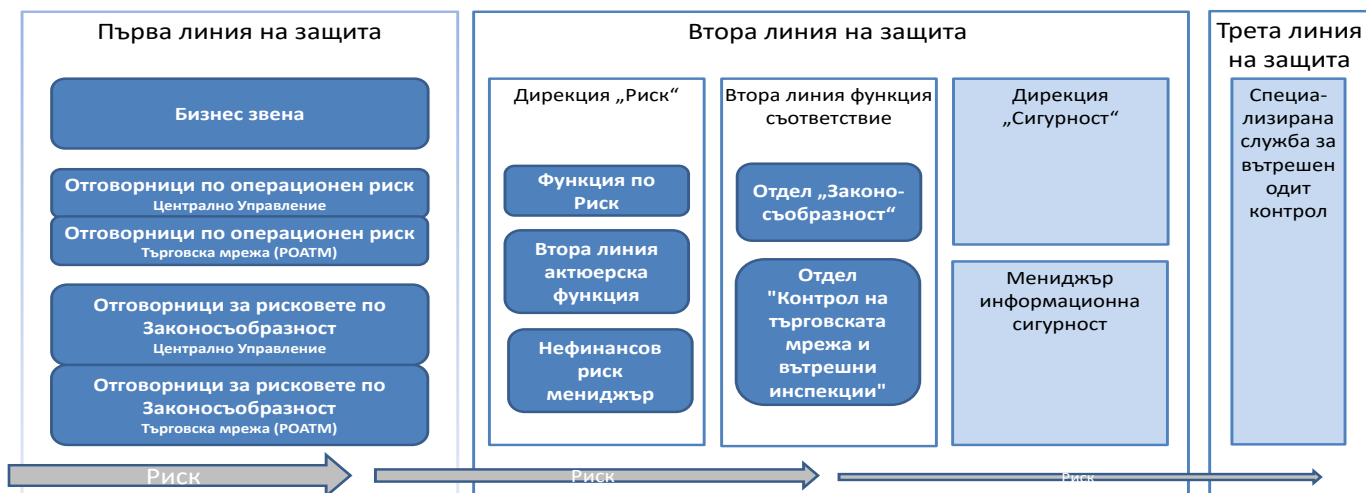 Първа линия на защита
Бизнес звена
Отговорници по операционен риск
Централно Управление
Отговорници по операционен риск
Търговска мрежа (РОАТМ)
Отговорници за рисковете по
Законосъобразност
Централно Управление
Отговорници за рисковете по
Законосъобразност
Търговска мрежа (РОАТМ)
Риск
Втора линия на защита
Дирекция „Риск“
Функция по
Риск
Втора линия
актюерска
функция
Нефинансов
риск
мениджър
Втора линия функция
съответствие
Отдел „Законо-
съобразност“
Отдел
"Контрол на
търговската
мрежа и
вътрешни
инспекции"
Дирекция
„Сигурност“
Мениджър
информационна
сигурност
Риск
Риск
Трета линия
на защита
Специа-
лизирана
служба за
вътрешен
одит
контрол